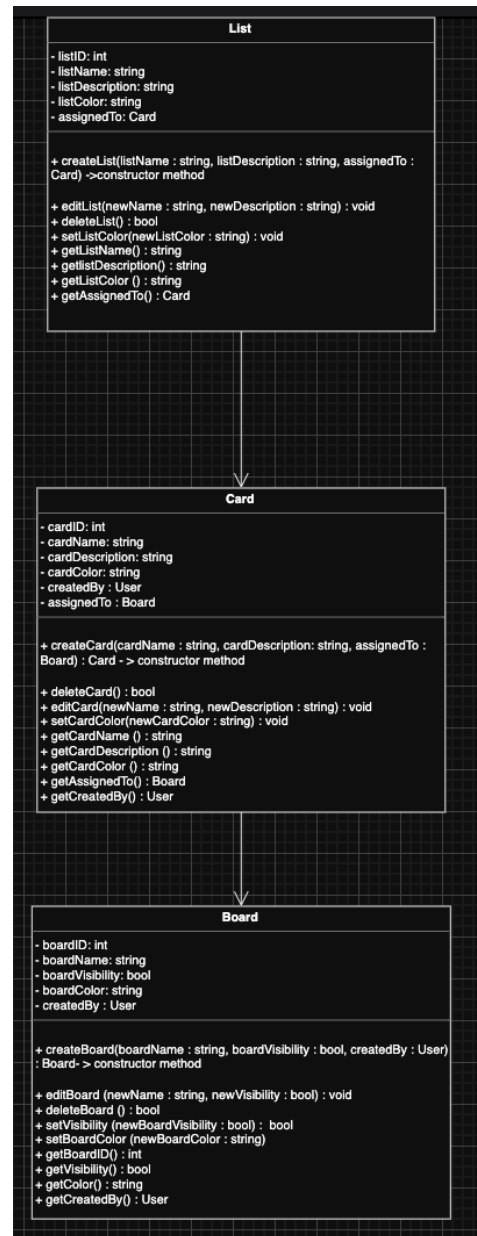 List
- listID: int
- listName: string
- listDescription: string
- listColor: string
- assignedTo: Card
+ createList(listName : string, listDescription : string, assignedTo :
Card) ->constructor method
+ editList(newName : string, newDescription : string) : void
+ deleteList() : bool
+ setListColor(newListColor : string) : void
+ getListName() : string
+ getlistDescription() : string
+ getListColor () : string
+ getAssignedTo() : Card
Card
- cardID: int
- cardName: string
- cardDescription: string
- cardColor: string
- createdBy : User
- assignedTo : Board
+ createCard(cardName : string, cardDescription: string, assignedTo :
Board) : Card - > constructor method
+ deleteCard() : bool
+ editCard(newName : string, newDescription : string) : void
+ setCardColor(newCardColor : string) : void
+ getCardName () : string
+ getCardDescription () : string
+ getCardColor () : string
+ getAssignedTo() : Board
+ getCreatedBy() : User
Board
- boardID: int
- boardName: string
- boardVisibility: bool
- boardColor: string
- createdBy : User
+ createBoard(boardName : string, boardVisibility : bool, createdBy : User)
: Board- > constructor method
+ editBoard (newName : string, newVisibility : bool) : void
+ deleteBoard () : bool
+ setVisibility (newBoardVisibility : bool) : bool
+ setBoardColor (newBoardColor : string)
+ getBoardID() : int
+ getVisibility() : bool
+ getColor() : string
+ getCreatedBy() : User